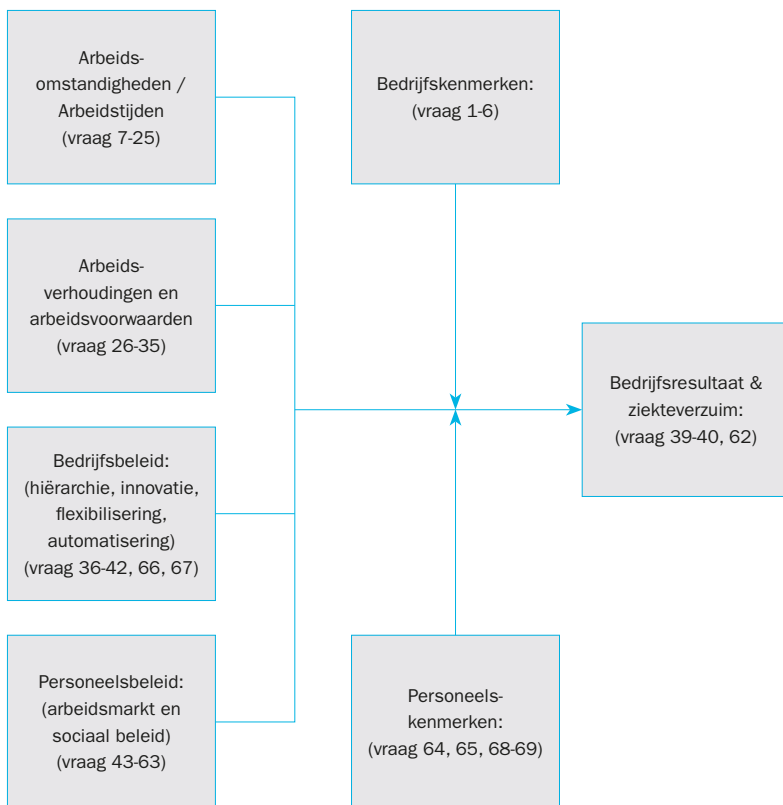 Arbeids-
omstandigheden /
Arbeidstijden
(vraag 7-25)
Bedrijfskenmerken:
(vraag 1-6)
Arbeids-
verhoudingen en
arbeidsvoorwaarden
(vraag 26-35)
Bedrijfsresultaat &
ziekteverzuim:
(vraag 39-40, 62)
Bedrijfsbeleid:
(hiërarchie, innovatie,
flexibilisering,
automatisering)
(vraag 36-42, 66, 67)
Personeelsbeleid:
(arbeidsmarkt en
sociaal beleid)
(vraag 43-63)
Personeels-
kenmerken:
(vraag 64, 65, 68-69)